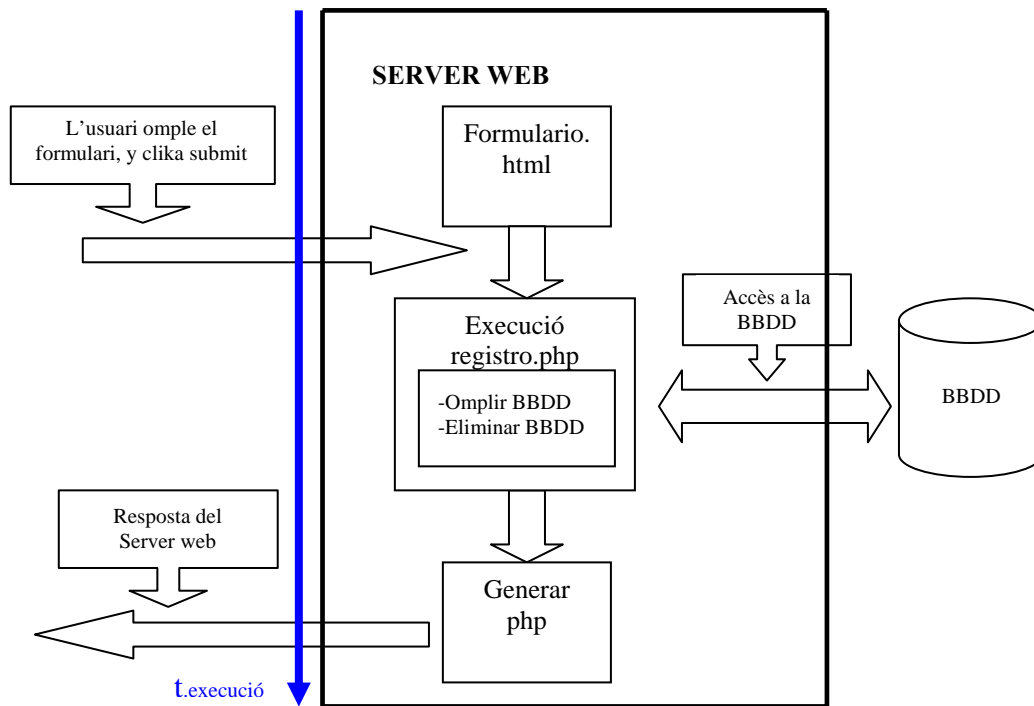 SERVER WEB
L'usuari omple el
formulari, y clika submit
Formulario.
html
Execució
registro.php
-Omplir BBDD
-Eliminar BBDD
Accès a la
BBDD
BBDD
Resposta del
Server web
Generar
php
t.execució